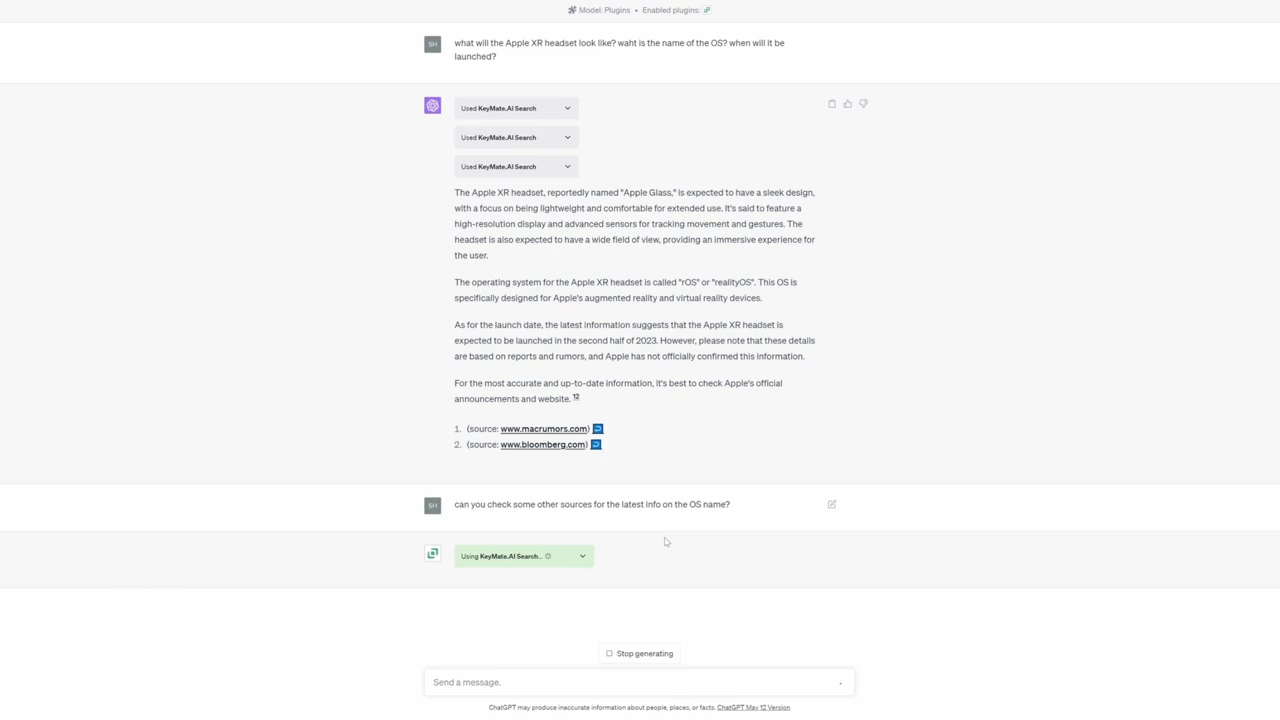 Model: Plugins • Enabled plugins:
SH
what will the Apple XR headset look like? waht is the name of the OS? when will it be
launched?
Used KeyMate.AI Search
Used KeyMate.AI Search
Used KeyMate.AI Search
The Apple XR headset, reportedly named "Apple Glass," is expected to have a sleek design,
with a focus on being lightweight and comfortable for extended use. It's said to feature a
high-resolution display and advanced sensors for tracking movement and gestures. The
headset is also expected to have a wide field of view, providing an immersive experience for
the user.
The operating system for the Apple XR headset is called "rOS" or "realityOS". This OS is
specifically designed for Apple's augmented reality and virtual reality devices.
As for the launch date, the latest information suggests that the Apple XR headset is
expected to be launched in the second half of 2023. However, please note that these details
are based on reports and rumors, and Apple has not officially confirmed this information.
For the most accurate and up-to-date information, it's best to check Apple's official
announcements and website. 12
1. (source: www.macrumors.com)
2. (source: www.bloomberg.com)
SH
can you check some other sources for the latest info on the OS name?
Using KeyMate.AI Search...
Stop generating
Send a message.
ChatGPT may produce inaccurate information about people, places, or facts. ChatGPT May 12 Version